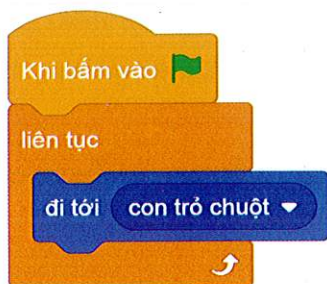 Khi bấm vào
liên tục
đi tới con trỏ chuột